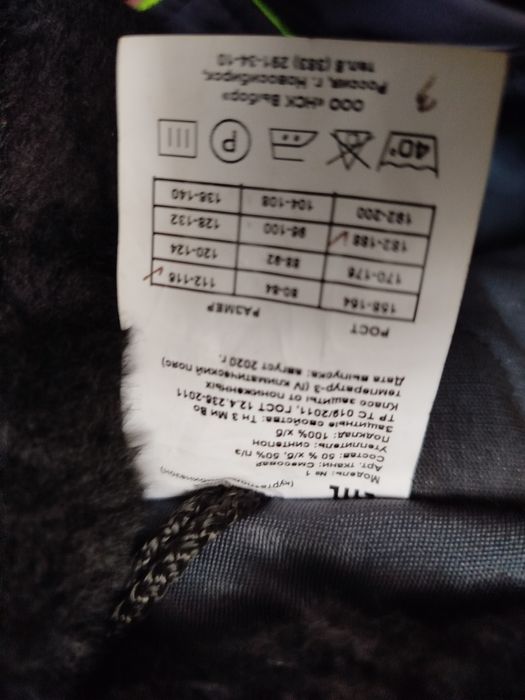 ЕТЕ
Модель: № 1
Арт. ткани: Смесовая
Состав: 50 % х/б, 50% п/э
Утеплитель: синтепон
Подклад: 100% х/б
Защитные свойства: Тн З Ми Во
ТР ТС 019/2011, ГОСТ 12.4.236-2011
Класс защиты от пониженных
температур-3 (IV климатический пояс)
Дата выпуска: август 2020 г.
РОСТ РАЗМЕР
158-164 80-84 112-116
170-176 88-92 120-124
182-188 96-100 128-132
192-200 104-108 136-140
40° P
ООО «НСК Выбор»
Россия, г. Новосибирск,
тел.8 (383) 291-34-10
3